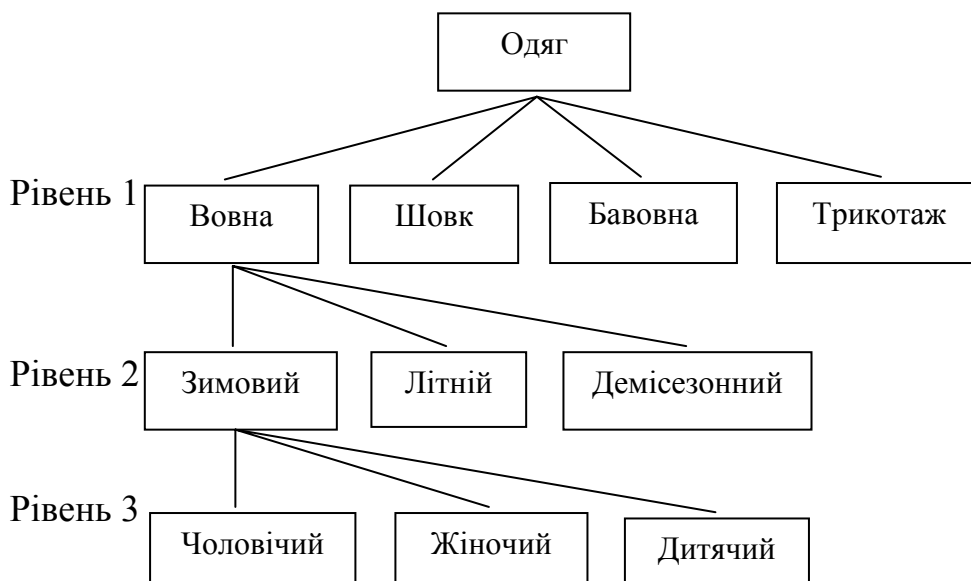 Одяг
Рівень 1
Вовна
Шовк
Бавовна
Трикотаж
Рівень 2
Зимовий
Літній
Демісезонний
Рівень 3
Чоловічий
Жіночий
Дитячий